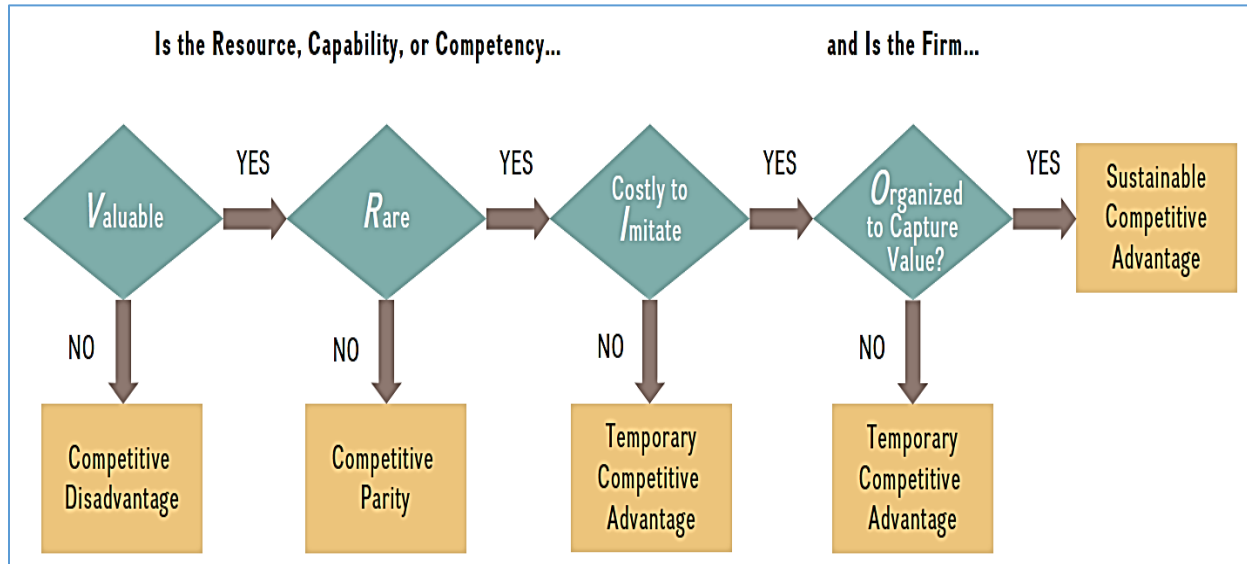 Is the Resource, Capability, or Competency...
and Is the Firm...
Valuable
YES
Rare
YES
Costly to
Imitate
YES
Organized
to Capture
Value?
YES
Sustainable
Competitive
Advantage
NO
NO
NO
NO
Competitive
Disadvantage
Competitive
Parity
Temporary
Competitive
Advantage
Temporary
Competitive
Advantage